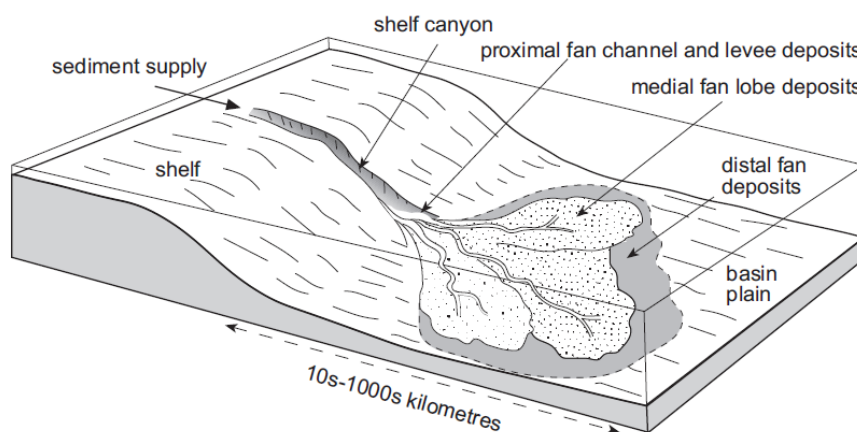 shelf canyon
proximal fan channel and levee deposits
sediment supply
medial fan lobe deposits
shelf
distal fan
deposits
basin
plain
10s-1000s kilometres